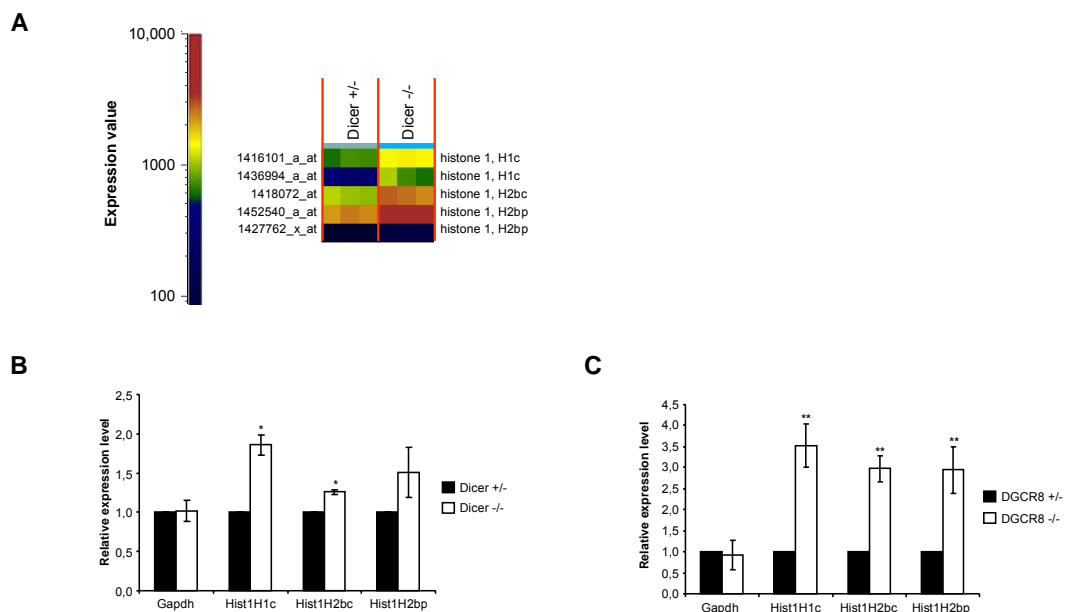 A
10,000
1000
100
Expression value
Dicer +/-
Dicer -/-
1416101_a_at histone 1, H1c
1436994_a_at histone 1, H1c
1418072_at histone 1, H2bc
1452540_a_at histone 1, H2bp
1427762_x_at histone 1, H2bp
B
Relative expression level
2,5
2,0
1,5
1,0
0,5
0,0
*
*
Gapdh Hist1H1c Hist1H2bc Hist1H2bp
Dicer +/-
Dicer -/-
C
Relative expression level
4,5
4,0
3,5
3,0
2,5
2,0
1,5
1,0
0,5
0,0
**
**
**
Gapdh Hist1H1c Hist1H2bc Hist1H2bp
DGCR8 +/-
DGCR8 -/-